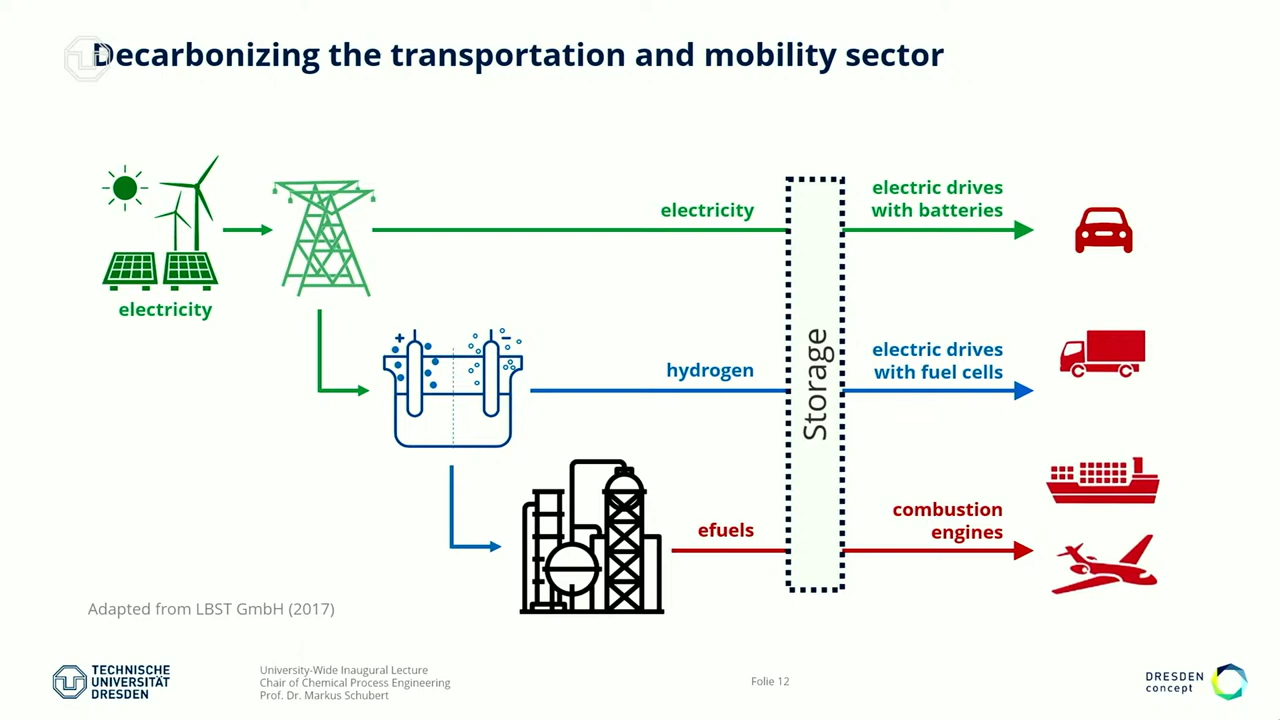 Decarbonizing the transportation and mobility sector
electricity
electricity
electric drives
with batteries
hydrogen
electric drives
with fuel cells
Storage
efuels
combustion
engines
Adapted from LBST GmbH (2017)
TECHNISCHE
UNIVERSITÄT
DRESDEN
University-Wide Inaugural Lecture
Chair of Chemical Process Engineering
Prof. Dr. Markus Schubert
Folie 12
DRESDEN
concept